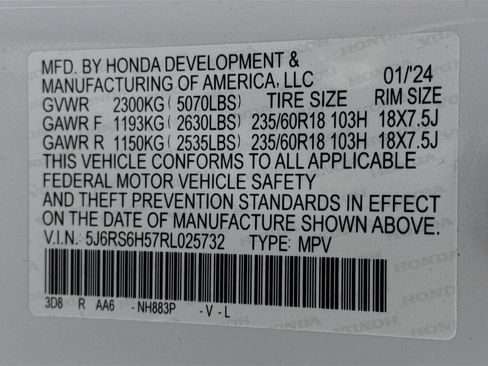 MFD. BY HONDA DEVELOPMENT &
MANUFACTURING OF AMERICA, LLC 01/'24
GVWR 2300KG (5070LBS) TIRE SIZE RIM SIZE
GAWR F 1193KG (2630LBS) 235/60R18 103H 18X7.5J
GAWR R 1150KG (2535LBS) 235/60R18 103H 18X7.5J
THIS VEHICLE CONFORMS TO ALL APPLICABLE
FEDERAL MOTOR VEHICLE SAFETY
AND THEFT PREVENTION STANDARDS IN EFFECT
ON THE DATE OF MANUFACTURE SHOWN ABOVE.
V.I.N.: 5J6RS6H57RL025732 TYPE: MPV
3D8 R AA6 - NH883P - V - L